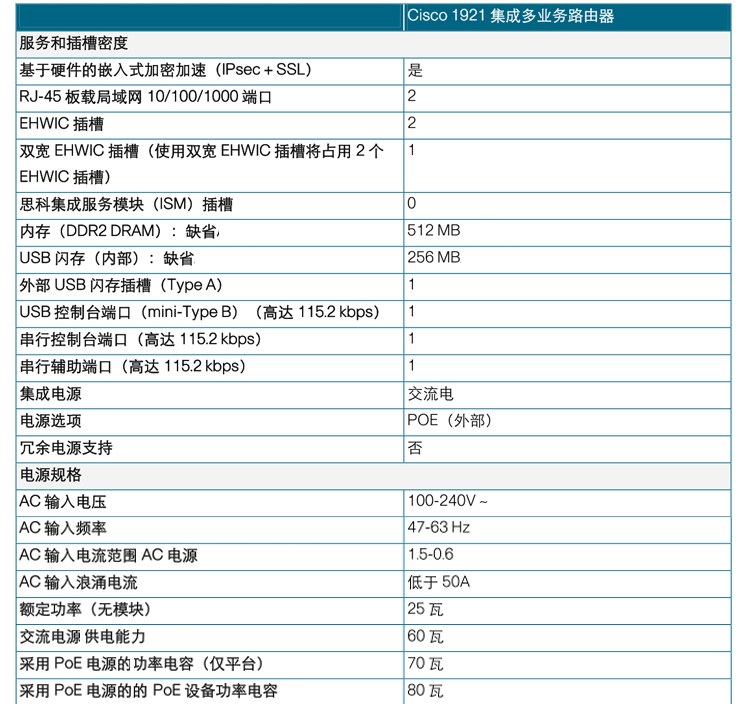 Cisco 1921 集成多业务路由器
服务和插槽密度
基于硬件的嵌入式加密加速（IPsec + SSL） 是
RJ-45 板载局域网 10/100/1000 端口 2
EHWIC 插槽 2
双宽 EHWIC 插槽（使用双宽 EHWIC 插槽将占用 2 个 1
EHWIC 插槽）
思科集成服务模块（ISM）插槽 0
内存（DDR2 DRAM）：缺省, 512 MB
USB 闪存（内部）：缺省 256 MB
外部 USB 闪存插槽（Type A） 1
USB 控制台端口（mini-Type B）（高达 115.2 kbps） 1
串行控制台端口（高达 115.2 kbps） 1
串行辅助端口（高达 115.2 kbps） 1
集成电源 交流电
电源选项 POE（外部）
冗余电源支持 否
电源规格
AC 输入电压 100-240V ~
AC 输入频率 47-63 Hz
AC 输入电流范围 AC 电源 1.5-0.6
AC 输入浪涌电流 低于 50A
额定功率（无模块） 25 瓦
交流电源 供电能力 60 瓦
采用 PoE 电源的功率电容（仅平台） 70 瓦
采用 PoE 电源的的 PoE 设备功率电容 80 瓦